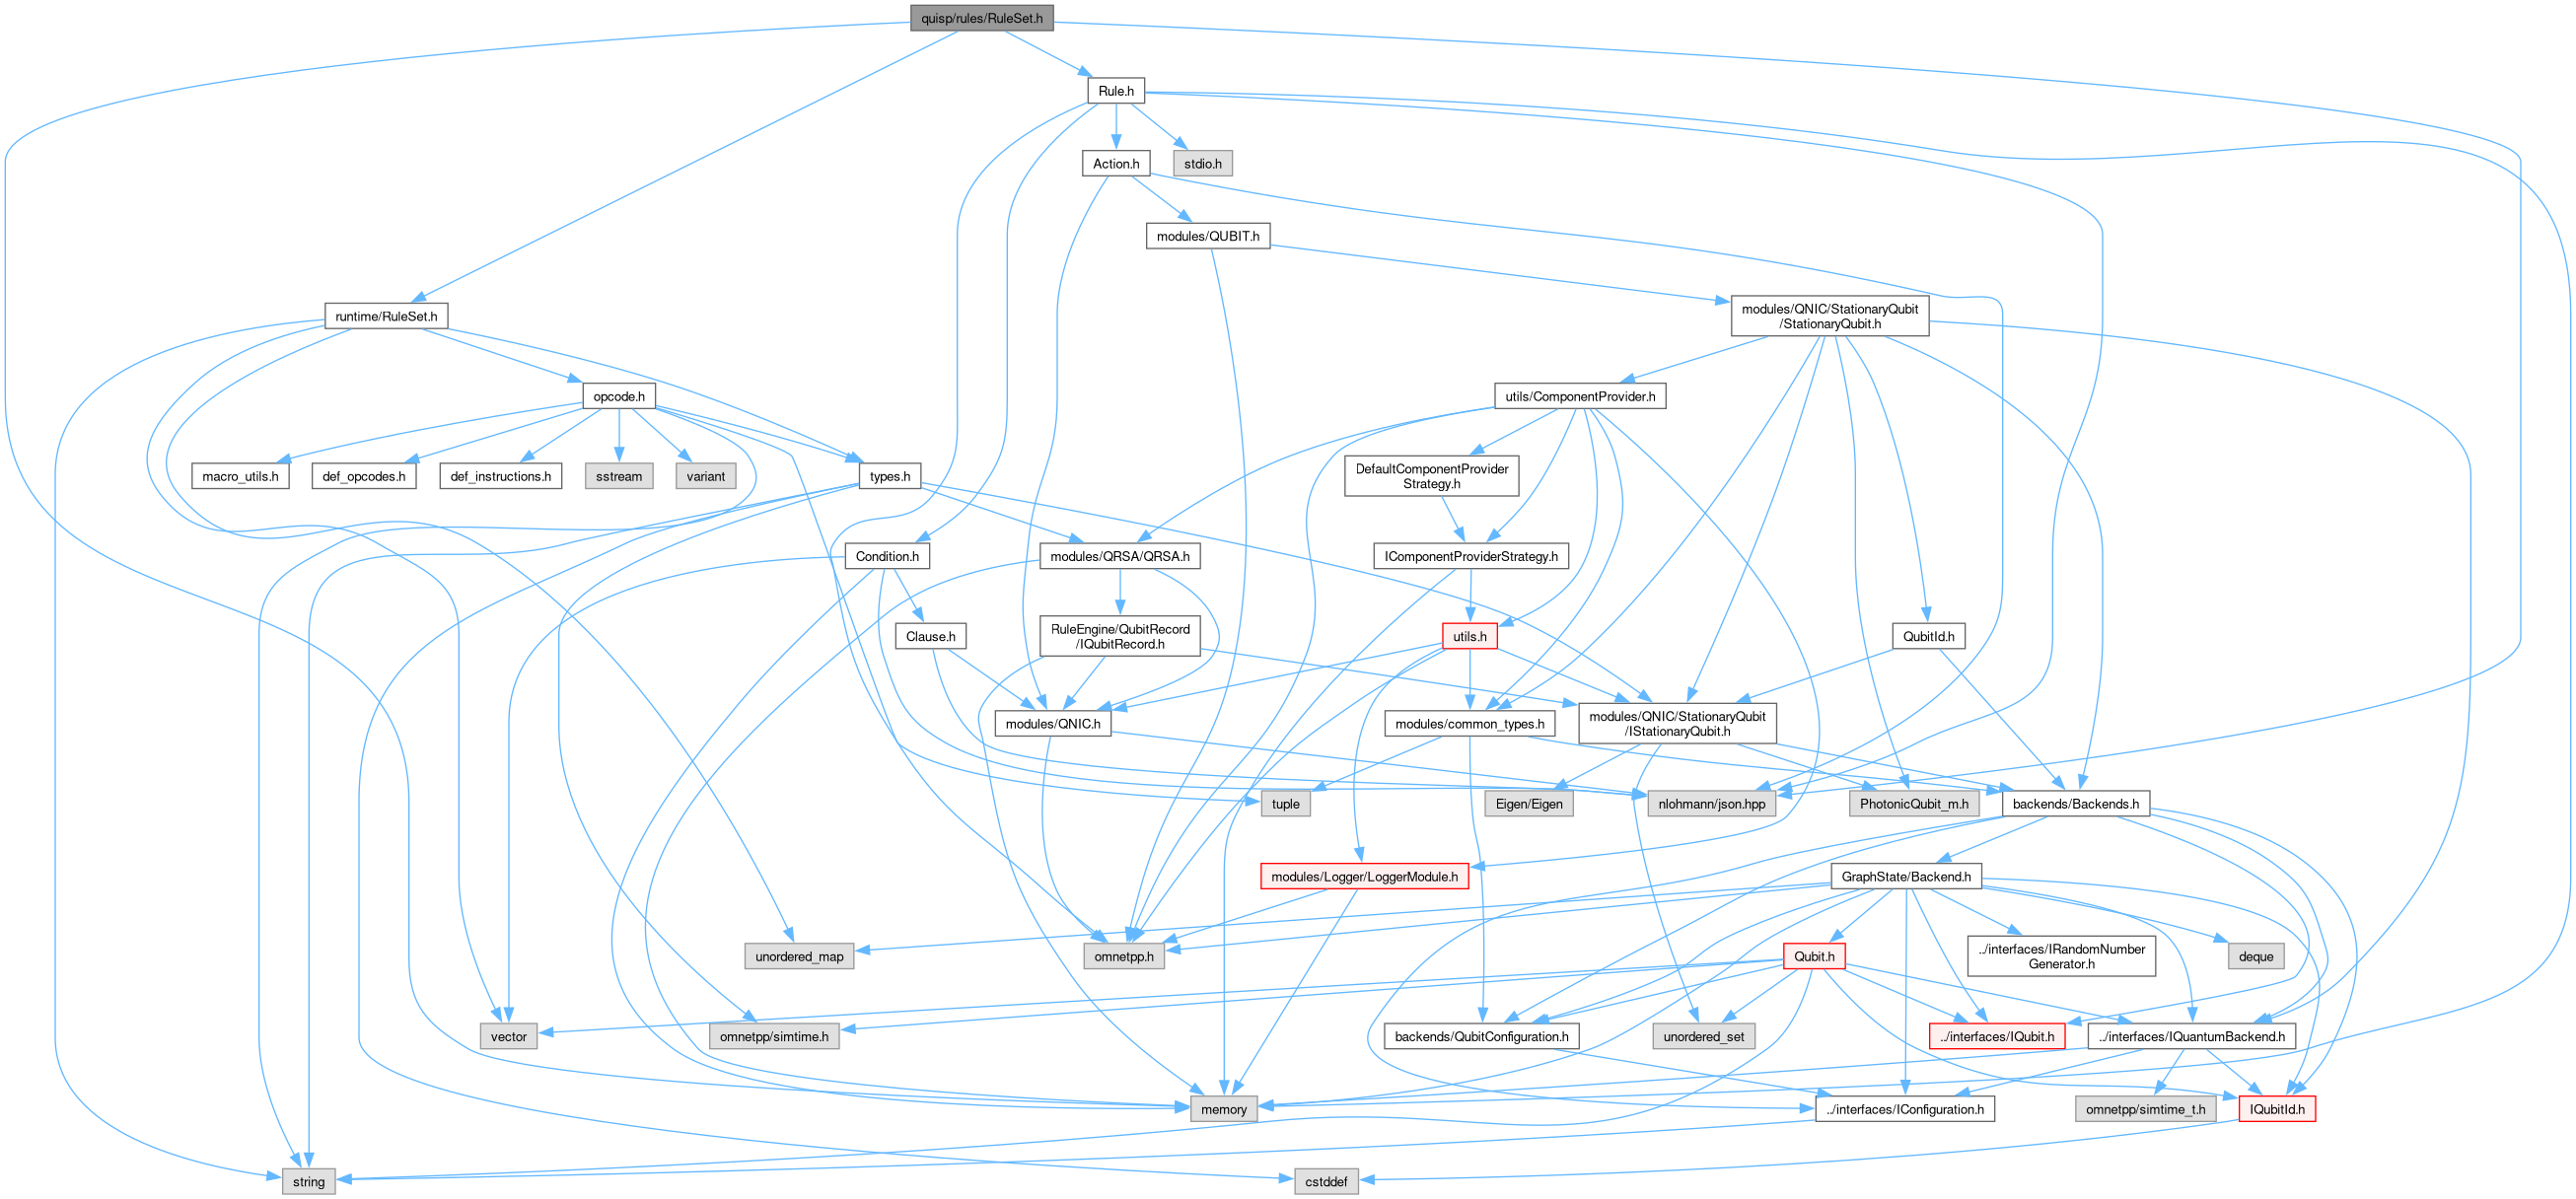 quisp/rules/RuleSet.h
Rule.h
Action.h
stdio.h
modules/QUBIT.h
runtime/RuleSet.h
modules/QNIC/StationaryQubit
/StationaryQubit.h
opcode.h
utils/ComponentProvider.h
macro_utils.h
def_opcodes.h
def_instructions.h
sstream
variant
types.h
DefaultComponentProvider
Strategy.h
Condition.h
modules/QRSA/QRSA.h
IComponentProviderStrategy.h
Clause.h
RuleEngine/QubitRecord
/IQubitRecord.h
utils.h
QubitId.h
modules/QNIC.h
modules/common_types.h
modules/QNIC/StationaryQubit
/IStationaryQubit.h
tuple
Eigen/Eigen
nlohmann/json.hpp
PhotonicQubit_m.h
backends/Backends.h
modules/Logger/LoggerModule.h
GraphState/Backend.h
unordered_map
omnetpp.h
Qubit.h
../interfaces/IRandomNumber
Generator.h
deque
vector
omnetpp/simtime.h
unordered_set
backends/QubitConfiguration.h
../interfaces/IQubit.h
../interfaces/IQuantumBackend.h
memory
../interfaces/IConfiguration.h
omnetpp/simtime_t.h
IQubitId.h
string
cstddef